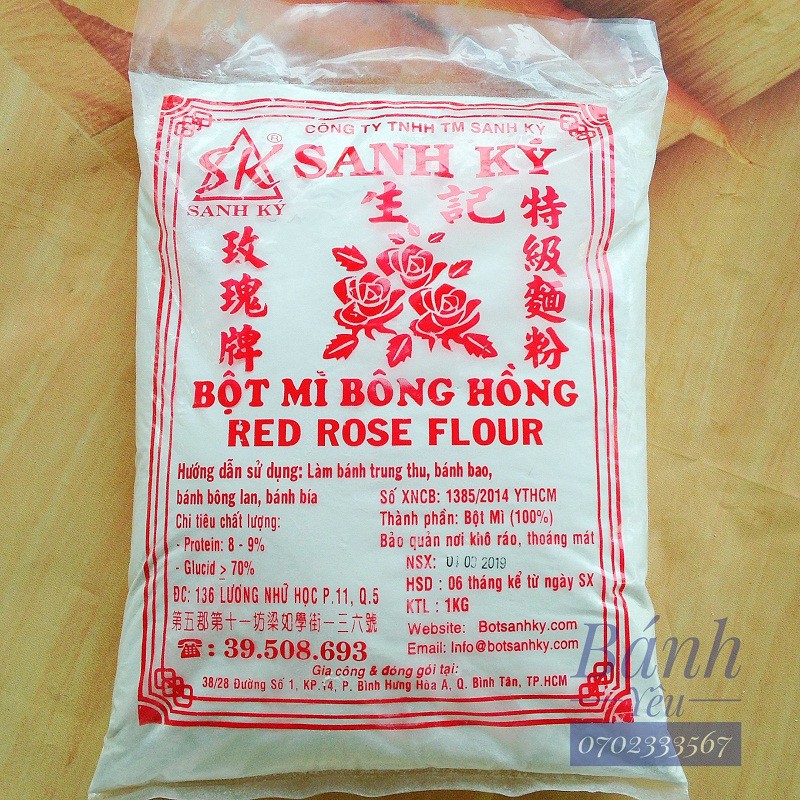 CÔNG TY TNHH TM SANH KÝ
SK®
SANH KÝ
SANH KÝ
生記
玫瑰牌
特級麵粉
BỘT MÌ BÔNG HỒNG
RED ROSE FLOUR
Hướng dẫn sử dụng: Làm bánh trung thu, bánh bao,
bánh bông lan, bánh bía
Chỉ tiêu chất lượng:
- Protein: 8 - 9%
- Glucid ≥ 70%
Số XNCB: 1385/2014 YTHCM
Thành phần: Bột Mì (100%)
Bảo quản nơi khô ráo, thoáng mát
NSX: 01 03 2019
HSD : 06 tháng kể từ ngày SX
KTL : 1KG
ĐC: 136 LƯƠNG NHỮ HỌC P.11, Q.5
第五郡第十一坊梁如學街一三六號
☎: 39.508.693
Website: Botsanhky.com
Email: Info@botsanhky.com
Gia công & đóng gói tại:
38/28 Đường Số 1, KP.14, P. Bình Hưng Hòa A, Q. Bình Tân, TP.HCM
Bánh
Yêu
0702333567